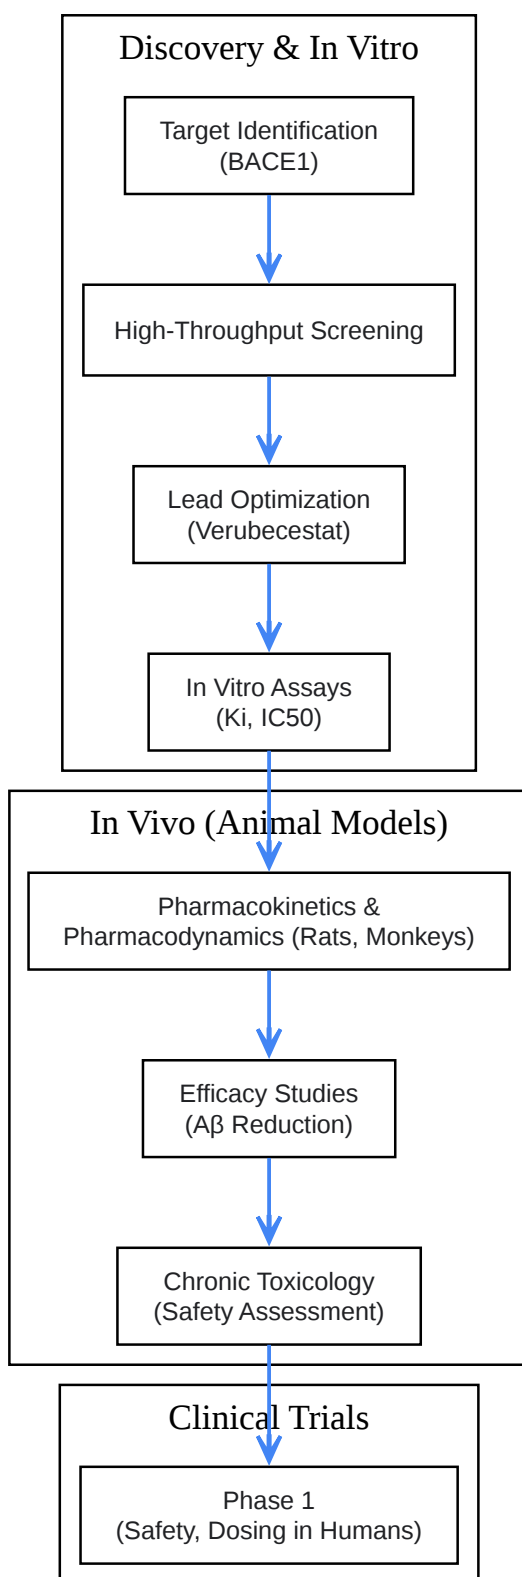 Discovery & In Vitro
Target Identification
(BACE1)
High-Throughput Screening
Lead Optimization
(Verubecestat)
In Vitro Assays
(Ki, IC50)
In Vivo (Animal Models)
Pharmacokinetics &
Pharmacodynamics (Rats, Monkeys)
Efficacy Studies
(Aβ Reduction)
Chronic Toxicology
(Safety Assessment)
Clinical Trials
Phase 1
(Safety, Dosing in Humans)